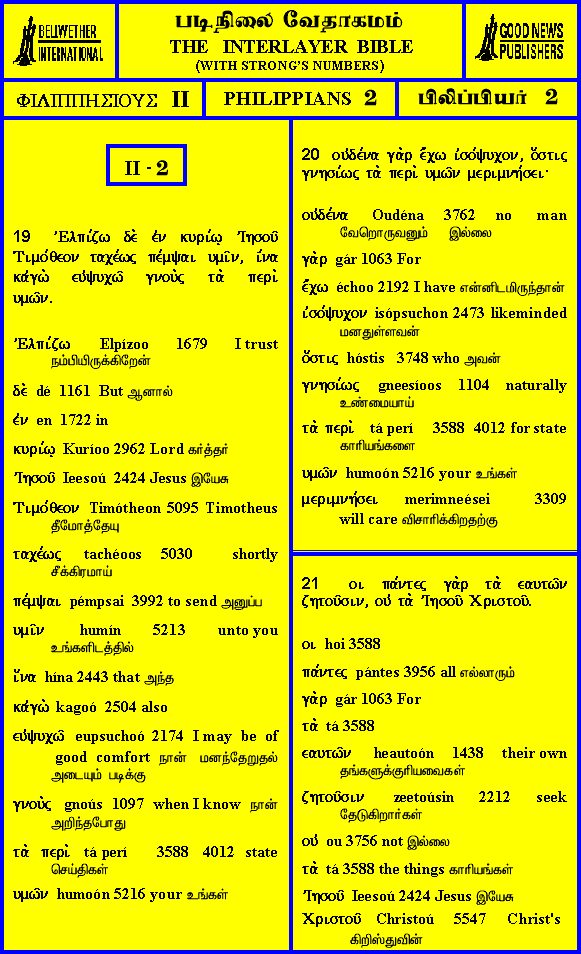 BELLWETHER
INTERNATIONAL
படிநிலை வேதாகமம்
THE INTERLAYER BIBLE
(WITH STRONG'S NUMBERS)
GOOD NEWS
PUBLISHERS
ΦΙΛΙΠΠΗΣΙΟΥΣ II
PHILIPPIANS 2
பிலிப்பியர் 2
II - 2
19 Ἐλπίζω δὲ ἐν κυρίῳ Ἰησοῦ
Τιμόθεον ταχέως πέμψαι υμῖν, ἵνα
κἀγὼ εὐψυχῶ γνοὺς τὰ περὶ
υμῶν.
Ἐλπίζω Elpízoo 1679 I trust
நம்பியிருக்கிறேன்
δὲ dé 1161 But ஆனால்
ἐν en 1722 in
κυρίῳ Kuríoo 2962 Lord கர்த்தர்
Ἰησοῦ Ieesoú 2424 Jesus இயேசு
Τιμόθεον Timótheon 5095 Timotheus
தீமோத்தேயு
ταχέως tachéoos 5030 shortly
சீக்கிரமாய்
πέμψαι pémpsai 3992 to send அனுப்ப
υμῖν humín 5213 unto you
உங்களிடத்தில்
ἵνα hína 2443 that அந்த
κἀγὼ kagoó 2504 also
εὐψυχῶ eupsuchoó 2174 I may be of
good comfort நான் மனந்தேறுதல்
அடையும் படிக்கு
γνοὺς gnoús 1097 when I know நான்
அறிந்தபோது
τὰ περὶ tá perí 3588 4012 state
செய்திகள்
υμῶν humoón 5216 your உங்கள்
20 οὐδένα γὰρ ἔχω ἰσόψυχον, ὅστις
γνησίως τὰ περὶ υμῶν μεριμνήσει·
οὐδένα Oudéna 3762 no man
வேறொருவனும் இல்லை
γὰρ gár 1063 For
ἔχω échoo 2192 I have என்னிடமிருந்தான்
ἰσόψυχον isópsuchon 2473 likeminded
மனதுள்ளவன்
ὅστις hóstis 3748 who அவன்
γνησίως gneesíoos 1104 naturally
உண்மையாய்
τὰ περὶ tá perí 3588 4012 for state
காரியங்களை
υμῶν humoón 5216 your உங்கள்
μεριμνήσει merimneései 3309
will care விசாரிக்கிறதற்கு
21 οι πάντες γὰρ τὰ εαυτῶν
ζητοῦσιν, οὐ τὰ Ἰησοῦ Χριστοῦ.
οι hoi 3588
πάντες pántes 3956 all எல்லாரும்
γὰρ gár 1063 For
τὰ tá 3588
εαυτῶν heautoón 1438 their own
தங்களுக்குரியவைகள்
ζητοῦσιν zeetoúsin 2212 seek
தேடுகிறார்கள்
οὐ ou 3756 not இல்லை
τὰ tá 3588 the things காரியங்கள்
Ἰησοῦ Ieesoú 2424 Jesus இயேசு
Χριστοῦ Christoú 5547 Christ's
கிறிஸ்துவின்